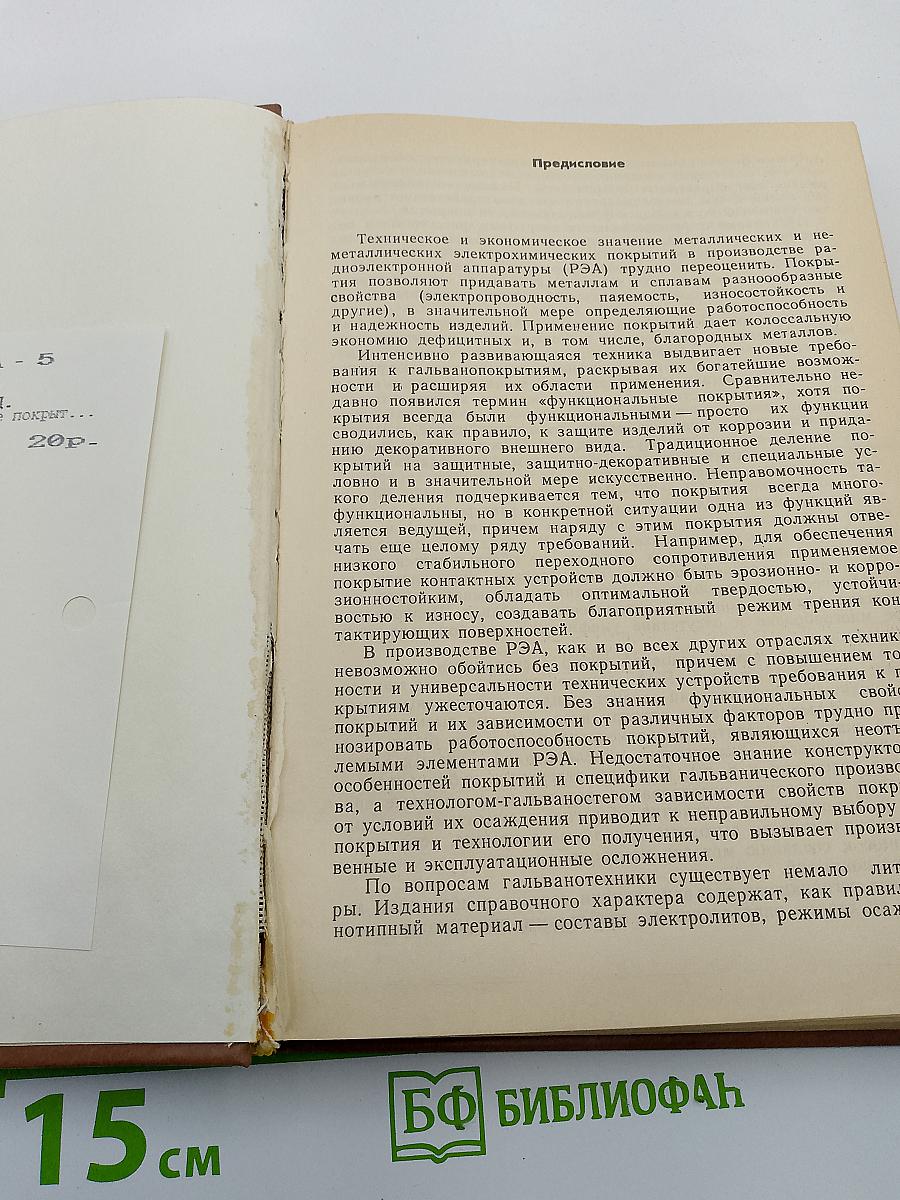 - 5
покрыт...
20р.
Предисловие
Техническое и экономическое значение металлических и не-
металлических электрохимических покрытий в производстве ра-
диоэлектронной аппаратуры (РЭА) трудно переоценить. Покры-
тия позволяют придавать металлам и сплавам разноообразные
свойства (электропроводность, паяемость, износостойкость и
другие), в значительной мере определяющие работоспособность
и надежность изделий. Применение покрытий дает колоссальную
экономию дефицитных и, в том числе, благородных металлов.
Интенсивно развивающаяся техника выдвигает новые требо-
вания к гальванопокрытиям, раскрывая их богатейшие возмож-
ности и расширяя их области применения. Сравнительно не-
давно появился термин «функциональные покрытия», хотя по-
крытия всегда были функциональными — просто их функции
сводились, как правило, к защите изделий от коррозии и прида-
нию декоративного внешнего вида. Традиционное деление по-
крытий на защитные, защитно-декоративные и специальные ус-
ловно и в значительной мере искусственно. Неправомочность та-
кого деления подчеркивается тем, что покрытия всегда много-
функциональны, но в конкретной ситуации одна из функций яв-
ляется ведущей, причем наряду с этим покрытия должны отве-
чать еще целому ряду требований. Например, для обеспечения
низкого стабильного переходного сопротивления применяемое
покрытие контактных устройств должно быть эрозионно- и корро-
зионностойким, обладать оптимальной твердостью, устойчи-
востью к износу, создавать благоприятный режим трения кон
тактирующих поверхностей.
В производстве РЭА, как и во всех других отраслях техник
невозможно обойтись без покрытий, причем с повышением то
ности и универсальности технических устройств требования к п
крытиям ужесточаются. Без знания функциональных свой
покрытий и их зависимости от различных факторов трудно пр
нозировать работоспособность покрытий, являющихся неотъ
лемыми элементами РЭА. Недостаточное знание конструкто
особенностей покрытий и специфики гальванического произво
ва, а технологом-гальваностегом зависимости свойств покр
от условий их осаждения приводит к неправильному выбору
покрытия и технологии его получения, что вызывает произв
венные и эксплуатационные осложнения.
По вопросам гальванотехники существует немало лит
ры. Издания справочного характера содержат, как правил
нотипный материал — составы электролитов, режимы осаж
15 см
БФ БИБЛИОФАН